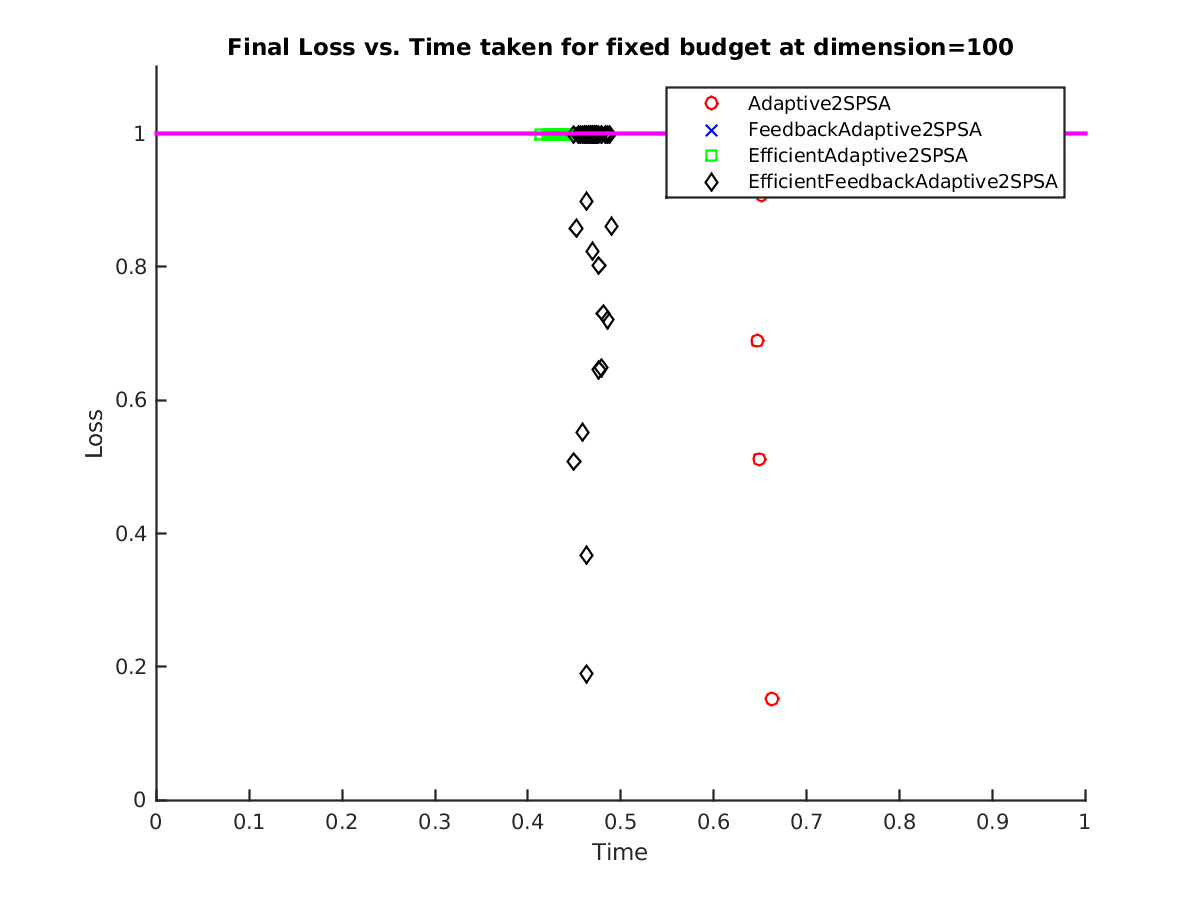 Final Loss vs. Time taken for fixed budget at dimension=100
Adaptive2SPSA
FeedbackAdaptive2SPSA
EfficientAdaptive2SPSA
EfficientFeedbackAdaptive2SPSA
1
0.8
0.6
0.4
0.2
0
Loss
0 0.1 0.2 0.3 0.4 0.5 0.6 0.7 0.8 0.9 1
Time